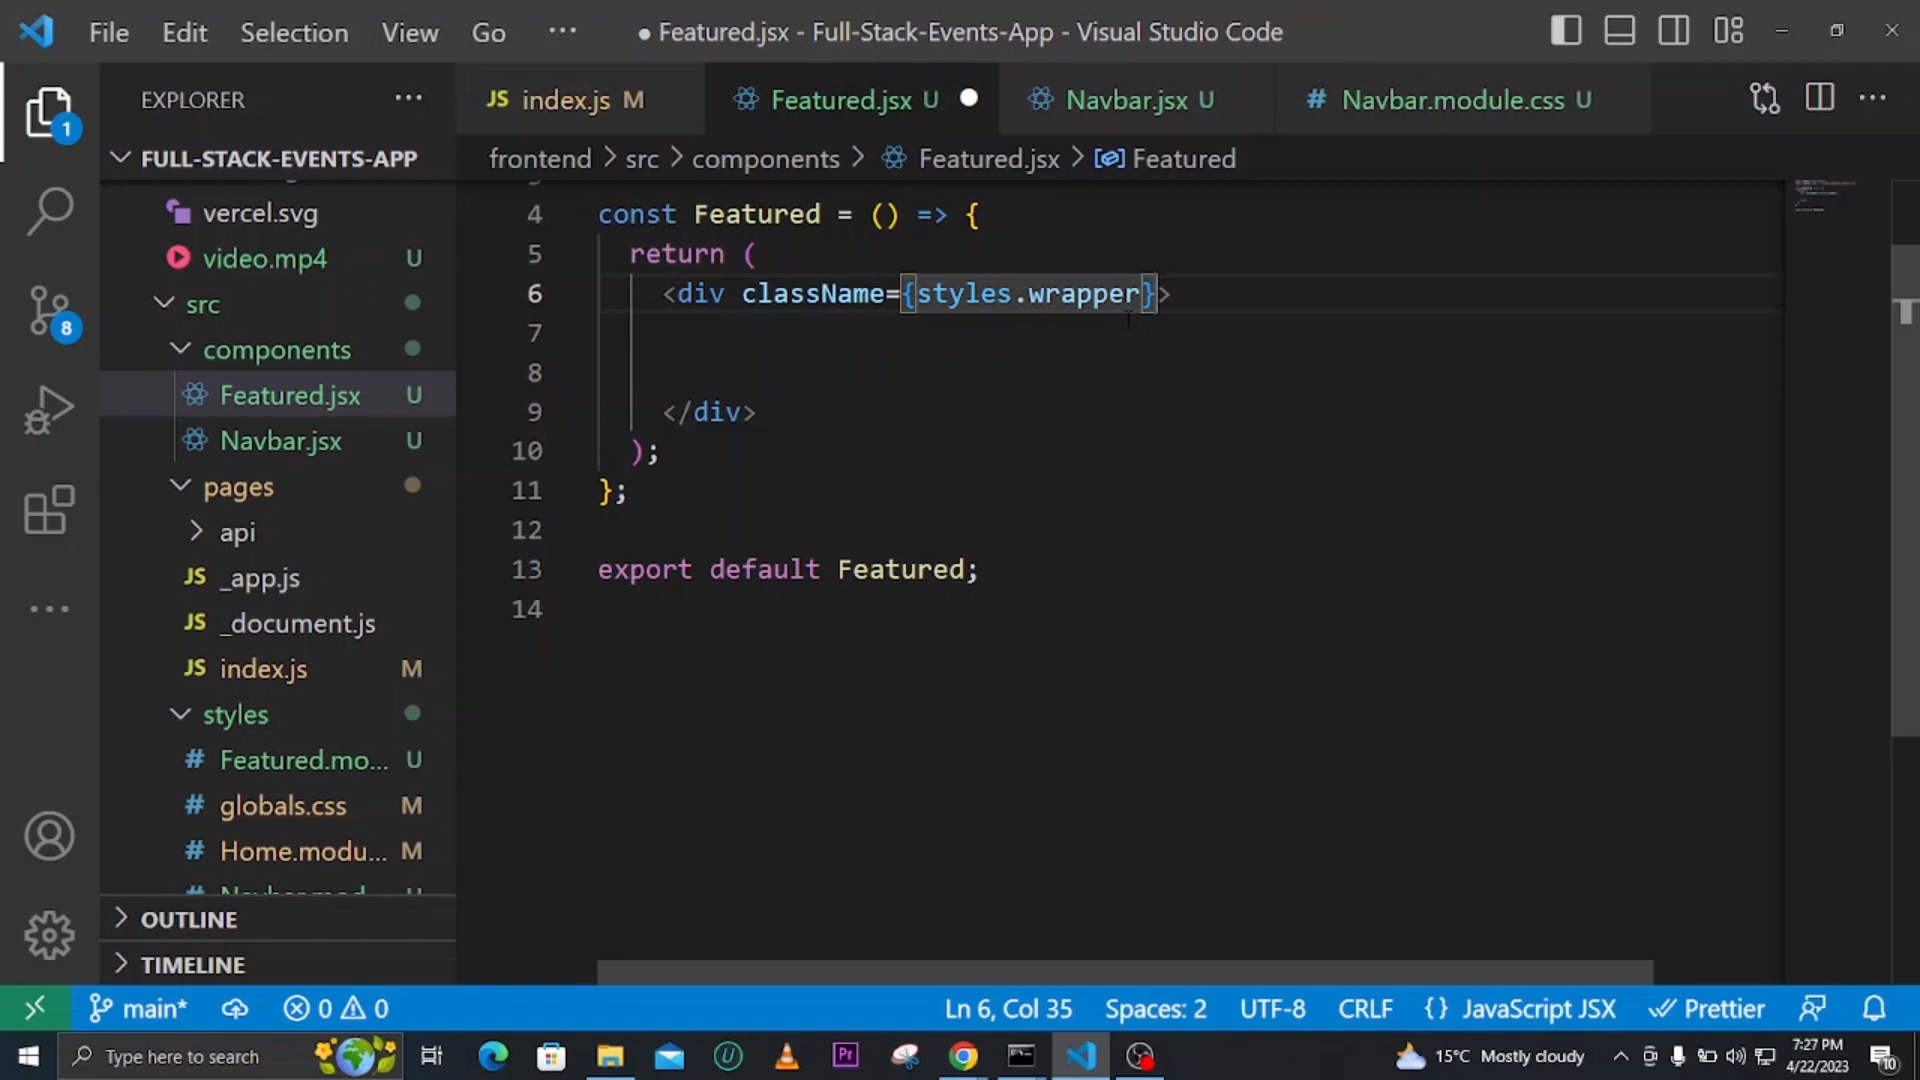 File Edit Selection View Go ··· ● Featured.jsx - Full-Stack-Events-App - Visual Studio Code
EXPLORER ···
JS index.js M Featured.jsx U Navbar.jsx U # Navbar.module.css U ···
FULL-STACK-EVENTS-APP
frontend > src > components > Featured.jsx > Featured
vercel.svg
video.mp4 U
src
components
Featured.jsx U
Navbar.jsx U
pages
api
JS _app.js
JS _document.js
JS index.js M
styles
# Featured.mo... U
# globals.css M
# Home.modu... M
OUTLINE
TIMELINE
1
8
4 const Featured = () => {
5 return (
6 <div className={styles.wrapper}>
7
8
9 </div>
10 );
11 };
12
13 export default Featured;
14
main* 0 0 Ln 6, Col 35 Spaces: 2 UTF-8 CRLF {} JavaScript JSX Prettier
Type here to search 15°C Mostly cloudy 7:27 PM
4/22/2023
10